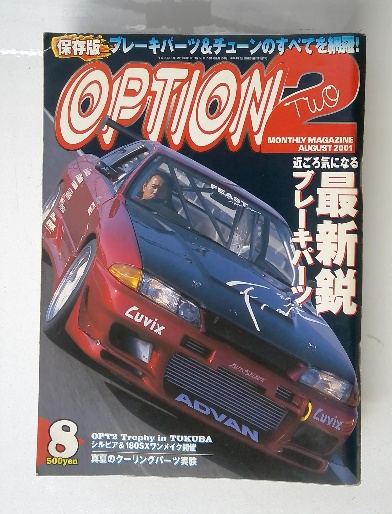 保存版
ブレーキパーツ&チューンのすべてを網羅!
OPTION2
TWO
MONTHLY MAGAZINE
AUGUST 2001
近ごろ気になる
最新鋭
ブレーキパーツ
FEAST
Luvix
Luvix
ADVAN
8
500yen
OPT2 Trophy in TUKUBA
シルビア&180SXワンメイク開催
真夏のクーリングパーツ実験